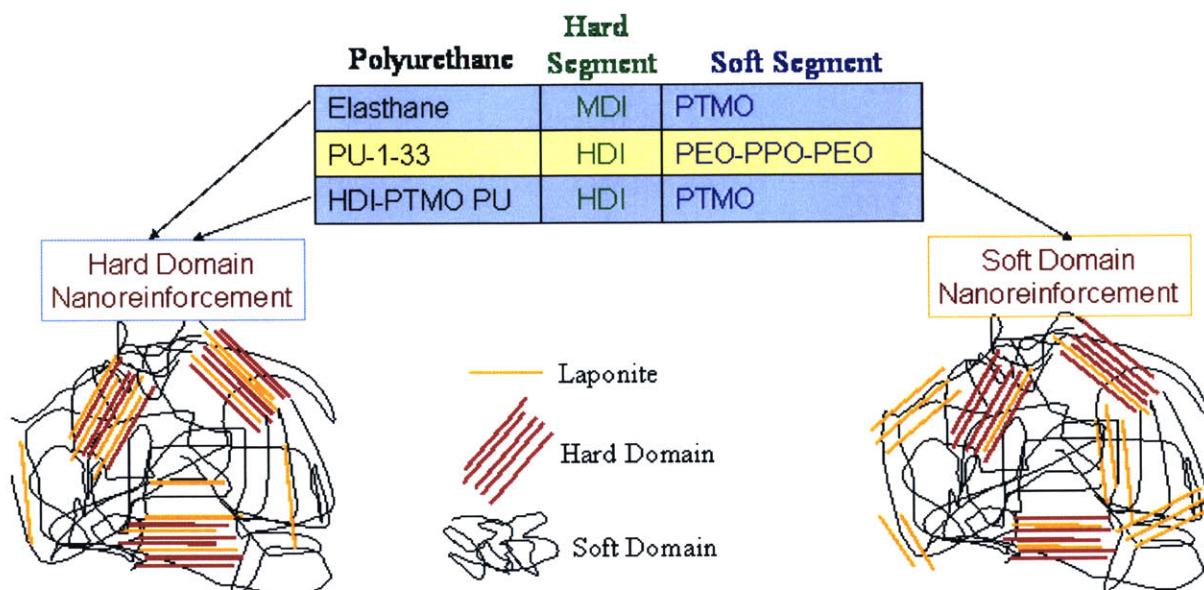 Hard
Polyurethane Segment Soft Segment
Elasthane MDI PTMO
PU-1-33 HDI PEO-PPO-PEO
HDI-PTMO PU HDI PTMO
Hard Domain
Nanoreinforcement
Soft Domain
Nanoreinforcement
Laponite
Hard Domain
Soft Domain